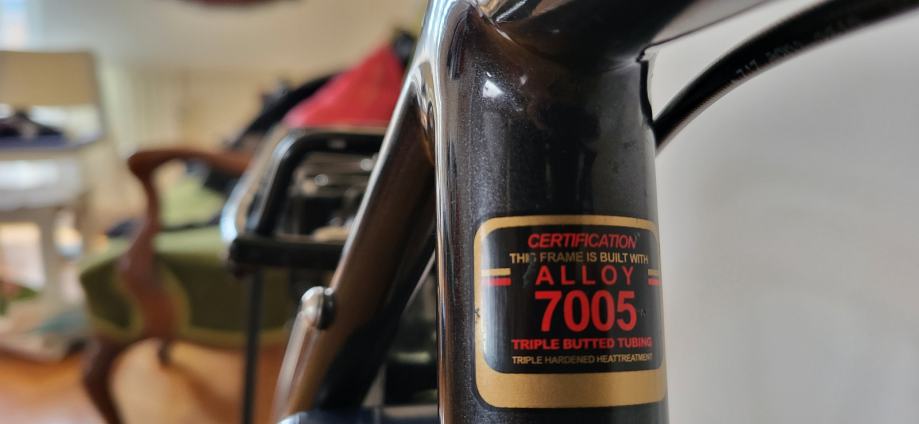 CERTIFICATION
THIS FRAME IS BUILT WITH
ALLOY
7005
TRIPLE BUTTED TUBING
TRIPLE HARDENED HEATTREATMENT